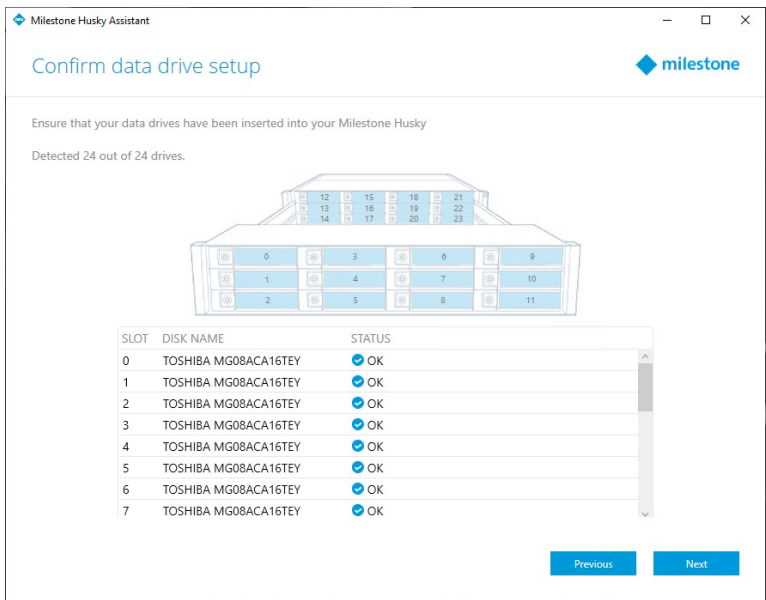 Milestone Husky Assistant
Confirm data drive setup
milestone
Ensure that your data drives have been inserted into your Milestone Husky
Detected 24 out of 24 drives.
12 15 18 21
13 16 19 22
14 17 20 23
0 3 6 9
1 4 7 10
2 5 8 11
SLOT DISK NAME STATUS
0 TOSHIBA MG08ACA16TEY OK
1 TOSHIBA MG08ACA16TEY OK
2 TOSHIBA MG08ACA16TEY OK
3 TOSHIBA MG08ACA16TEY OK
4 TOSHIBA MG08ACA16TEY OK
5 TOSHIBA MG08ACA16TEY OK
6 TOSHIBA MG08ACA16TEY OK
7 TOSHIBA MG08ACA16TEY OK
Previous Next